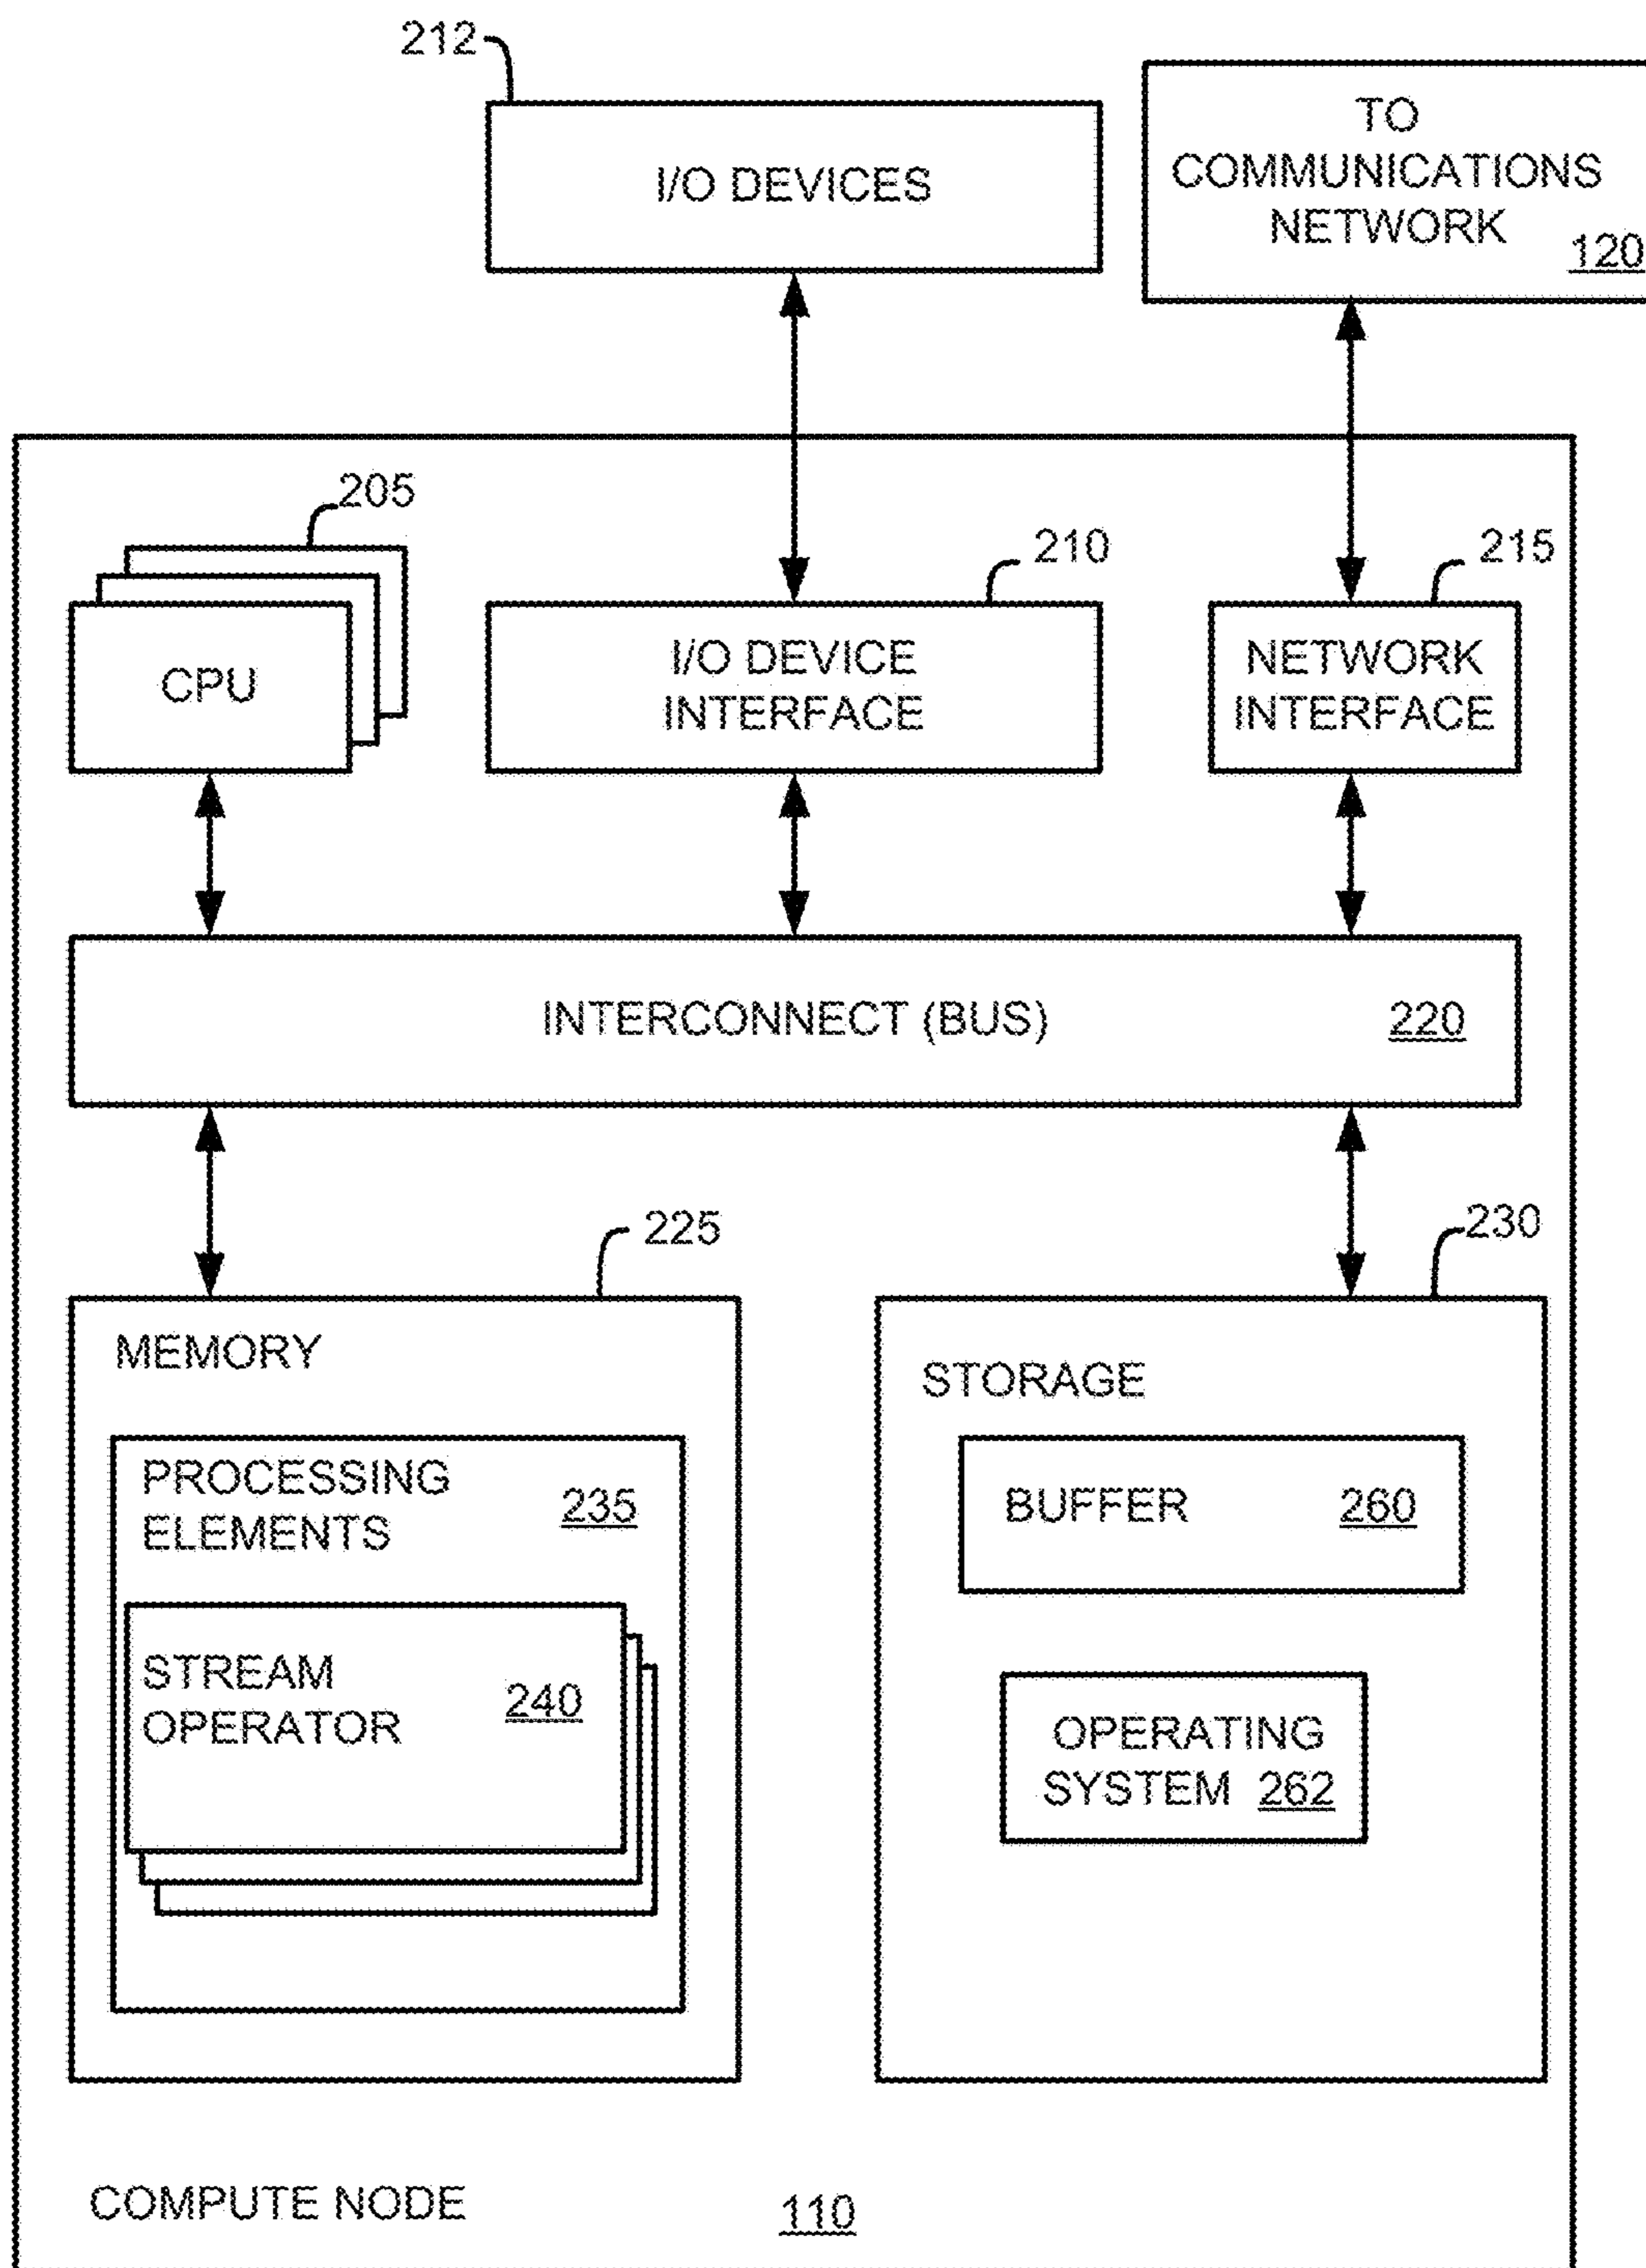 212
I/O DEVICES
TO
COMMUNICATIONS
NETWORK
120
205
210
215
CPU
I/O DEVICE
INTERFACE
NETWORK
INTERFACE
INTERCONNECT (BUS) 220
225
230
MEMORY
PROCESSING
ELEMENTS
235
STREAM
OPERATOR
240
STORAGE
BUFFER 260
OPERATING
SYSTEM 262
COMPUTE NODE 110